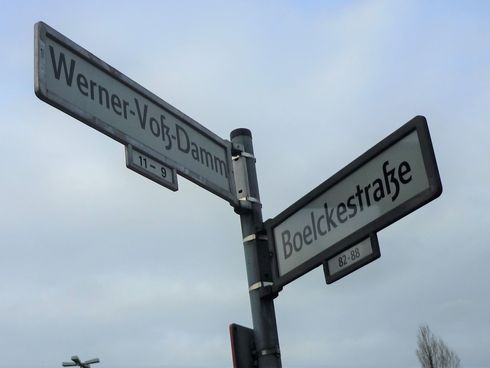 Werner-Voß-Damm
11 – 9
Boelckestraße
82-88